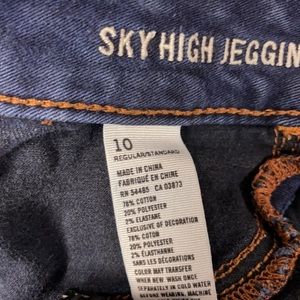 SKY HIGH JEGGIN
10
REGULAR/STANDARD
MADE IN CHINA
FABRIQUÉ EN CHINE
RN 54485 CA 03873
78% COTTON
20% POLYESTER
2% ELASTANE
EXCLUSIVE OF DECORATION
78% COTON
20% POLYESTER
2% ÉLASTHANNE
SANS LES DÉCORATIONS
COLOR MAY TRANSFER
WHEN NEW. WASH ONCE
SEPARATELY IN COLD WATER
BEFORE WEARING. MACHINE